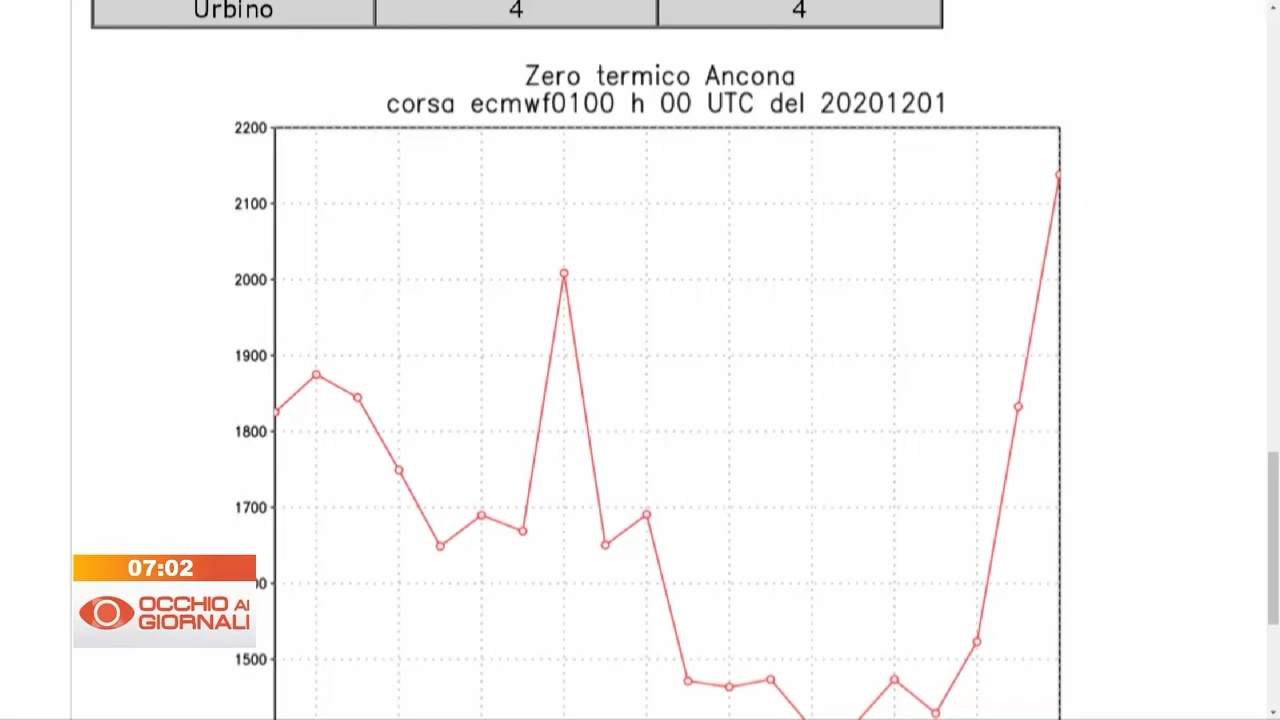 Urbino 4 4
Zero termico Ancona
corsa ecmwf0100 h 00 UTC del 20201201
2200
2100
2000
1900
1800
1700
07:02
00
OCCHIO AI
GIORNALI
1500